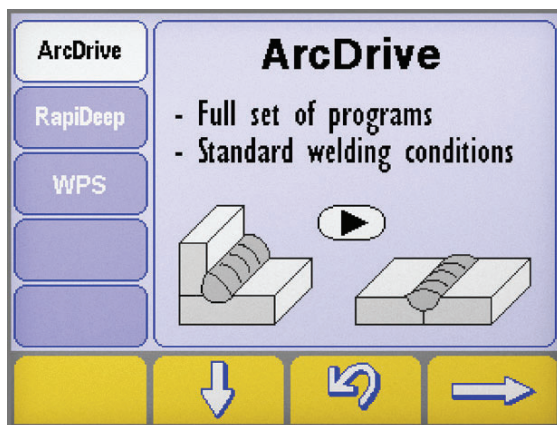 ArcDrive
RapiDeep
WPS
ArcDrive
- Full set of programs
- Standard welding conditions